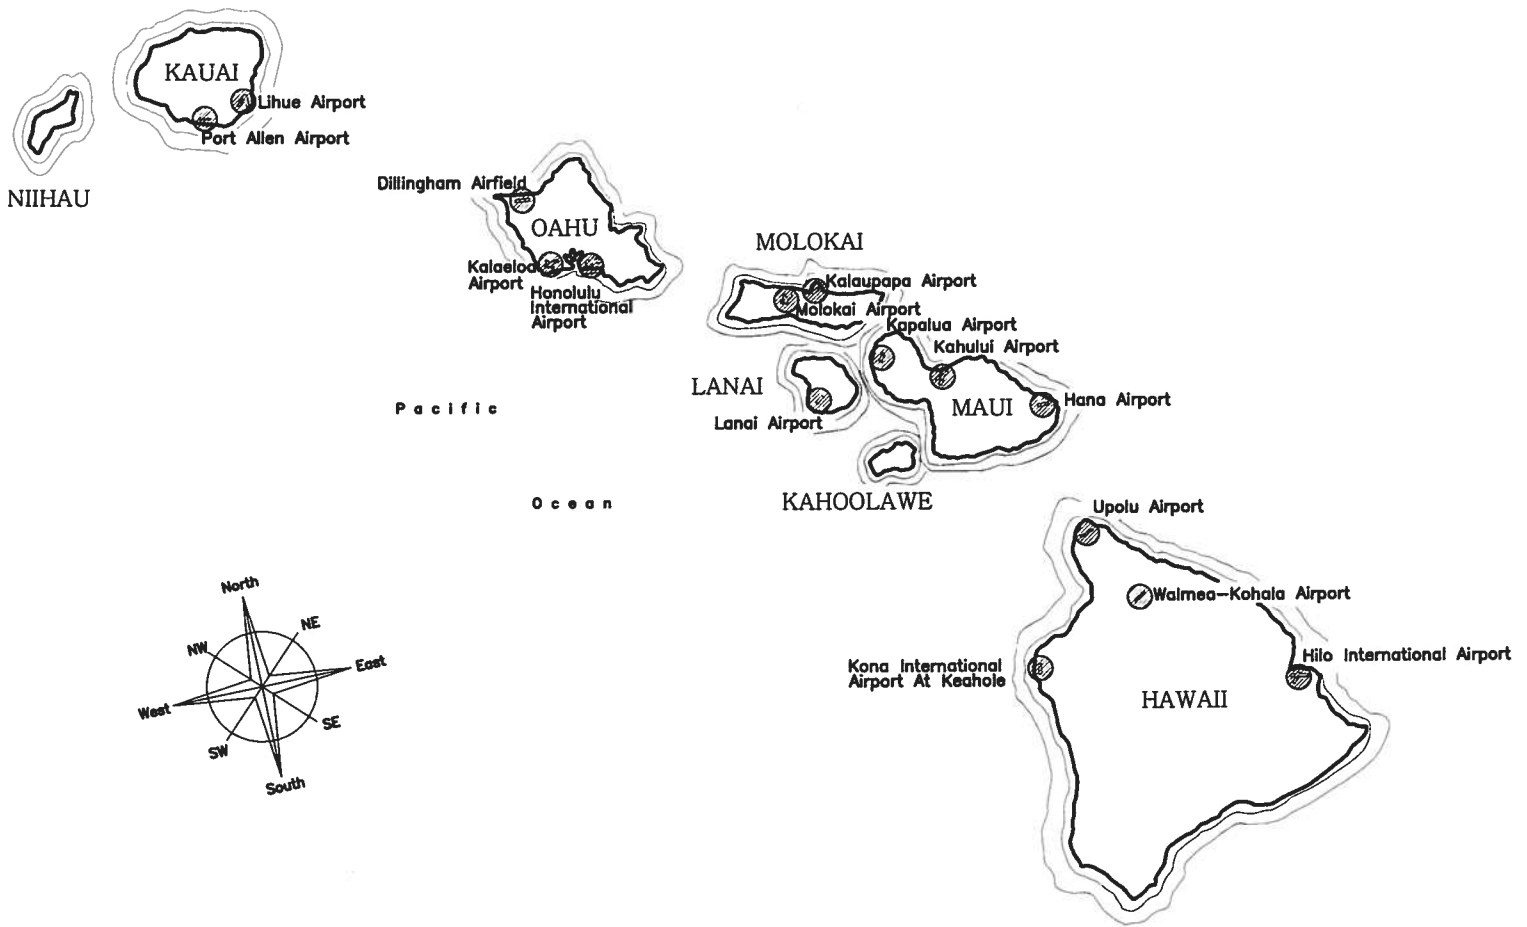 KAUAI
Lihue Airport
Port Allen Airport
NIIHAU
Dillingham Airfield
OAHU
Kalaeloa
Airport
Honolulu
International
Airport
MOLOKAI
Kalaupapa Airport
Molokai Airport
Kapalua Airport
Kahului Airport
LANAI
MAUI
Hana Airport
Lanai Airport
Pacific
KAHOOLAWE
Ocean
Upolu Airport
Waimea-Kohala Airport
Hilo International Airport
Kona International
Airport At Keahole
HAWAII
North
NE
NW
East
West
SE
SW
South